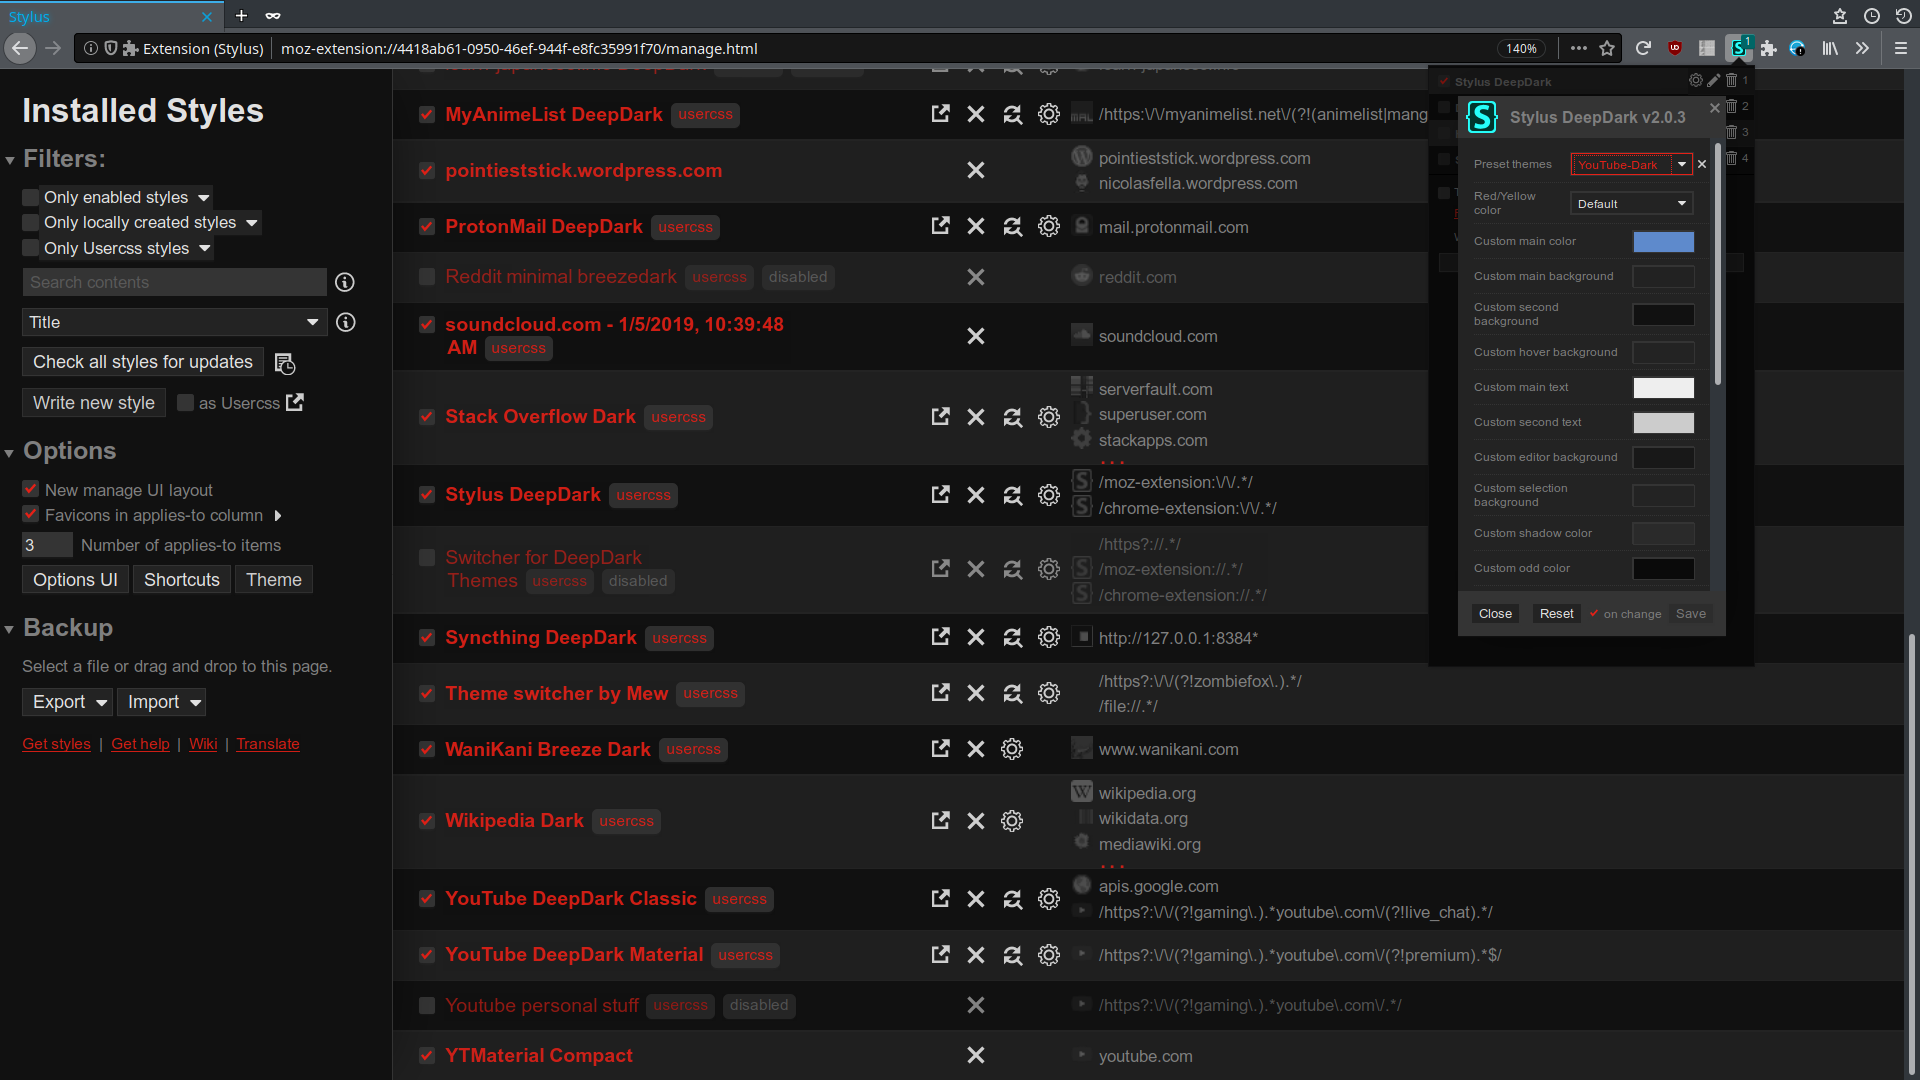 Stylus
Extension (Stylus)
moz-extension://4418ab61-0950-46ef-944f-e8fc35991f70/manage.html
140%
1
Installed Styles
Filters:
Only enabled styles
Only locally created styles
Only Usercss styles
Search contents
Title
Check all styles for updates
Write new style
as Usercss
Options
New manage UI layout
Favicons in applies-to column
3 Number of applies-to items
Options UI Shortcuts Theme
Backup
Select a file or drag and drop to this page.
Export Import
Get styles | Get help | Wiki | Translate
MyAnimeList DeepDark usercss
/https:\/\/myanimelist.net\/(?!(animelist|mang
pointieststick.wordpress.com
pointieststick.wordpress.com
nicolasfella.wordpress.com
ProtonMail DeepDark usercss
mail.protonmail.com
Reddit minimal breezedark usercss disabled
reddit.com
soundcloud.com - 1/5/2019, 10:39:48
AM usercss
soundcloud.com
Stack Overflow Dark usercss
serverfault.com
superuser.com
stackapps.com
...
Stylus DeepDark usercss
/moz-extension:\/\/.*/
/chrome-extension:\/\/.*/
Switcher for DeepDark
Themes usercss disabled
/https?://.*/
/moz-extension://.*/
/chrome-extension://.*/
Syncthing DeepDark usercss
http://127.0.0.1:8384*
Theme switcher by Mew usercss
/https?:\/\/(?!zombiefox\.).*/
/file://.*/
WaniKani Breeze Dark usercss
www.wanikani.com
Wikipedia Dark usercss
wikipedia.org
wikidata.org
mediawiki.org
...
YouTube DeepDark Classic usercss
apis.google.com
/https?:\/\/(?!gaming\.).*youtube\.com\/(?!live_chat).*/
YouTube DeepDark Material usercss
/https?:\/\/(?!gaming\.).*youtube\.com\/(?!premium).*$/
Youtube personal stuff usercss disabled
/https?:\/\/(?!gaming\.).*youtube\.com\/.*/
YTMaterial Compact
youtube.com
Stylus DeepDark
1
2
3
4
Stylus DeepDark v2.0.3
Preset themes YouTube-Dark
Red/Yellow
color
Default
Custom main color
Custom main background
Custom second
background
Custom hover background
Custom main text
Custom second text
Custom editor background
Custom selection
background
Custom shadow color
Custom odd color
Close Reset on change Save